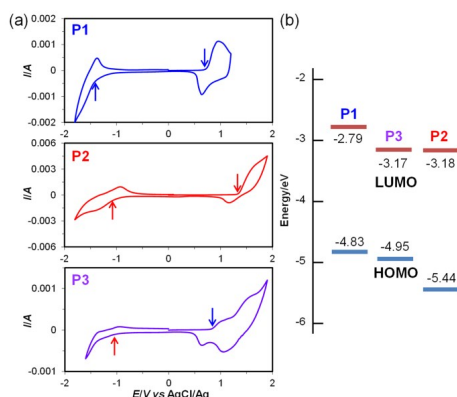 (a)
0.002
P1
0.001
0
-0.001
-0.002
-2 -1 0 1 2
I/A
0.006
P2
0.003
0
-0.003
-0.006
-2 -1 0 1 2
I/A
P3
0.001
0
-0.001
-2 -1 0 1 2
I/A
E/V vs AgCl/Ag
(b)
-2
-3
-4
-5
-6
Energy/eV
P1
P3 P2
-2.79
-3.17 -3.18
LUMO
-4.83
-4.95
HOMO
-5.44